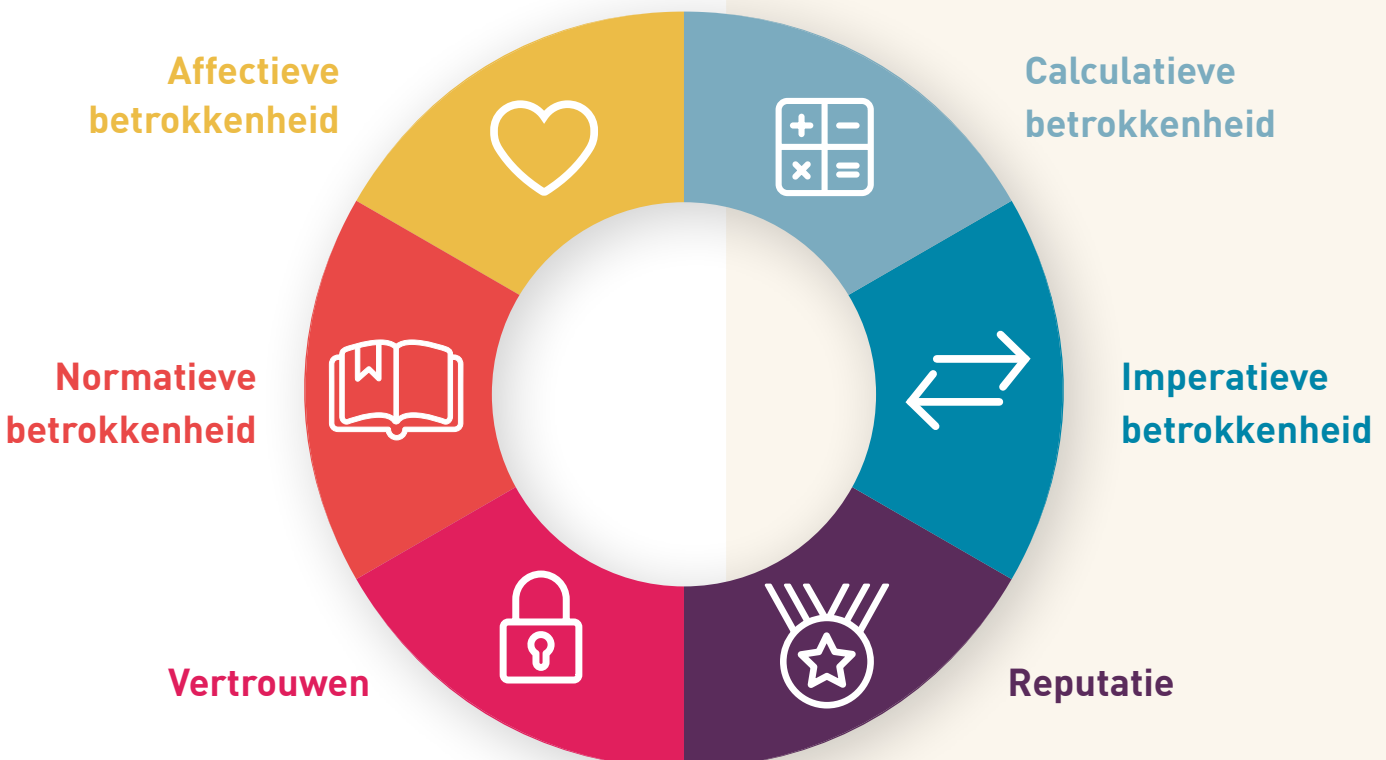 Affectieve
betrokkenheid
Calculatieve
betrokkenheid
Normatieve
betrokkenheid
Imperatieve
betrokkenheid
Vertrouwen
Reputatie